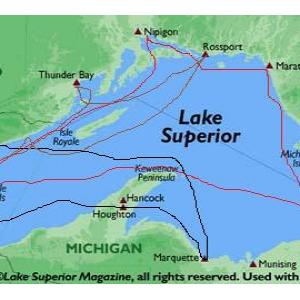 Nipigon
Rossport
Thunder Bay
Marat
Lake
Superior
Isle
Royale
Keweenaw
Peninsula
Mich
Is
ds
Hancock
Houghton
MICHIGAN
Marquette
Munising
©Lake Superior Magazine, all rights reserved. Used with